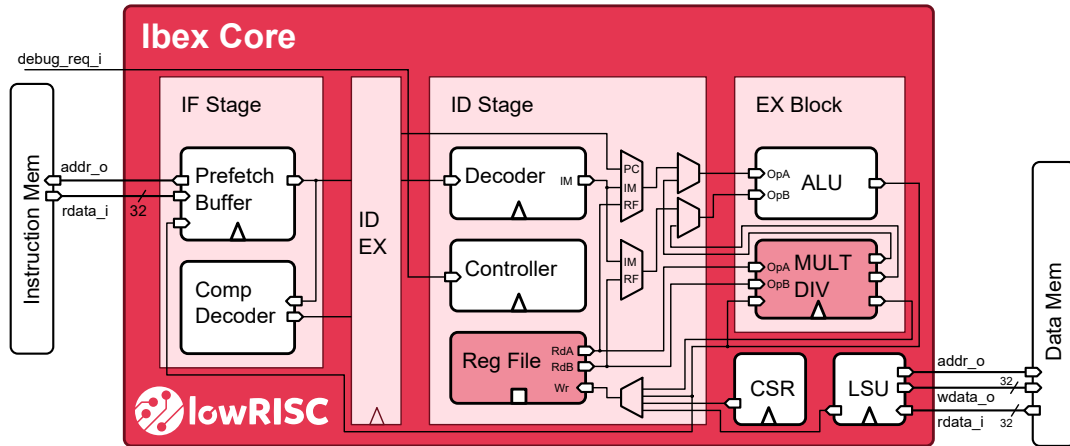 Ibex Core
debug_req_i
IF Stage
ID Stage
EX Block
Instruction Mem
addr_o
rdata_i
32
Prefetch
Buffer
Comp
Decoder
ID
EX
Decoder
IM
Controller
Reg File
RdA
RdB
Wr
PC
IM
RF
IM
RF
OpA
OpB
ALU
OpA
OpB
MULT
DIV
CSR
LSU
addr_o
32
wdata_o
rdata_i
32
Data Mem
lowRISC